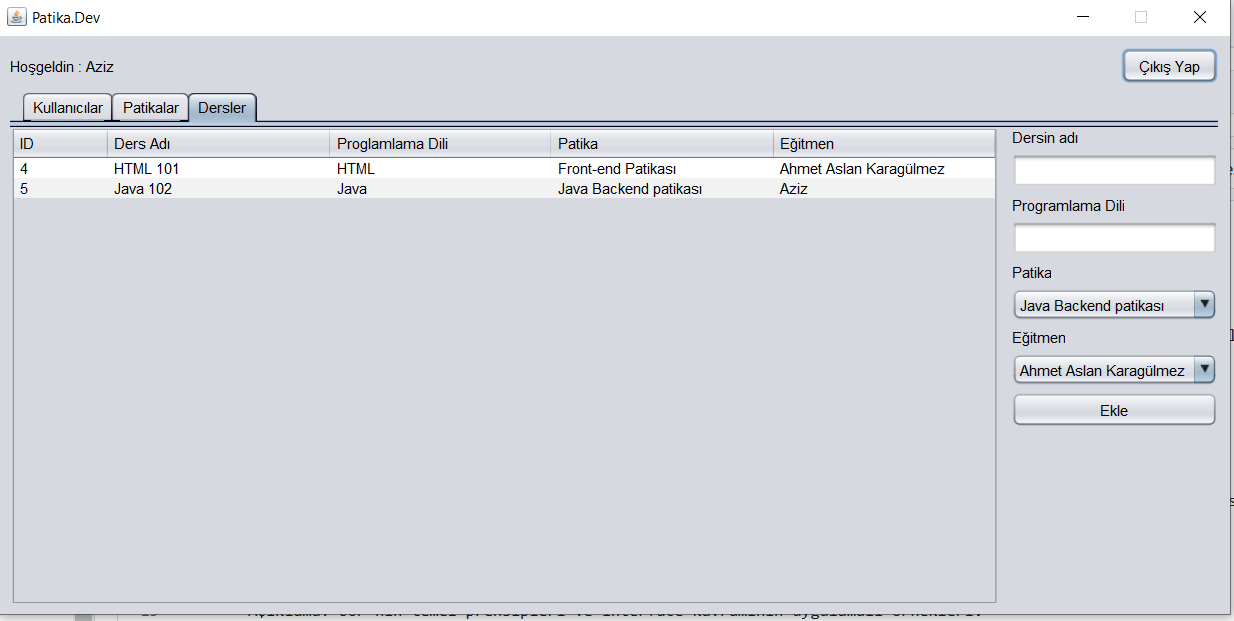 Patika.Dev
Hoşgeldin : Aziz
Çıkış Yap
Kullanıcılar Patikalar Dersler
ID Ders Adı Proglamlama Dili Patika Eğitmen
4 HTML 101 HTML Front-end Patikası Ahmet Aslan Karagülmez
5 Java 102 Java Java Backend patikası Aziz
Dersin adı
Programlama Dili
Patika
Java Backend patikası
Eğitmen
Ahmet Aslan Karagülmez
Ekle